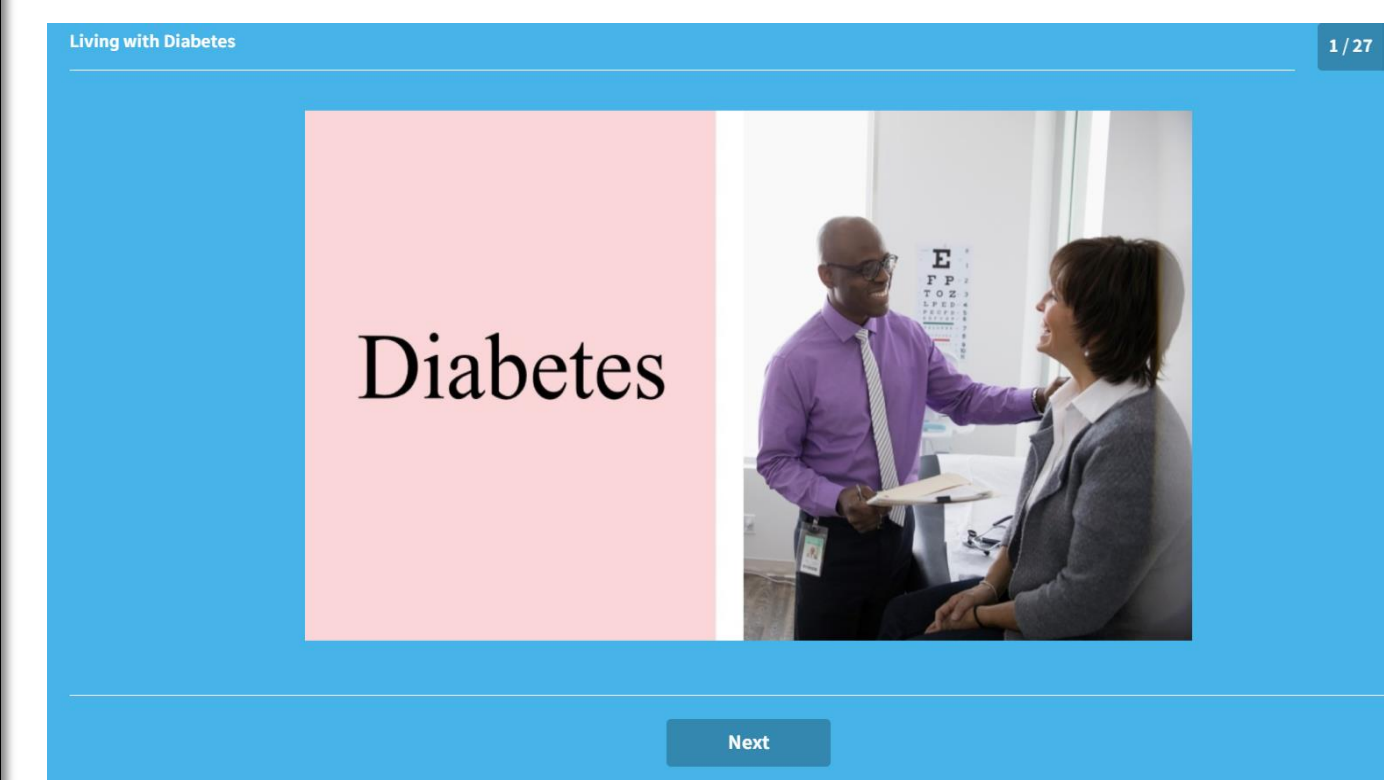 Living with Diabetes
1 / 27
Diabetes
E
F P
T O Z
L P E D
Next